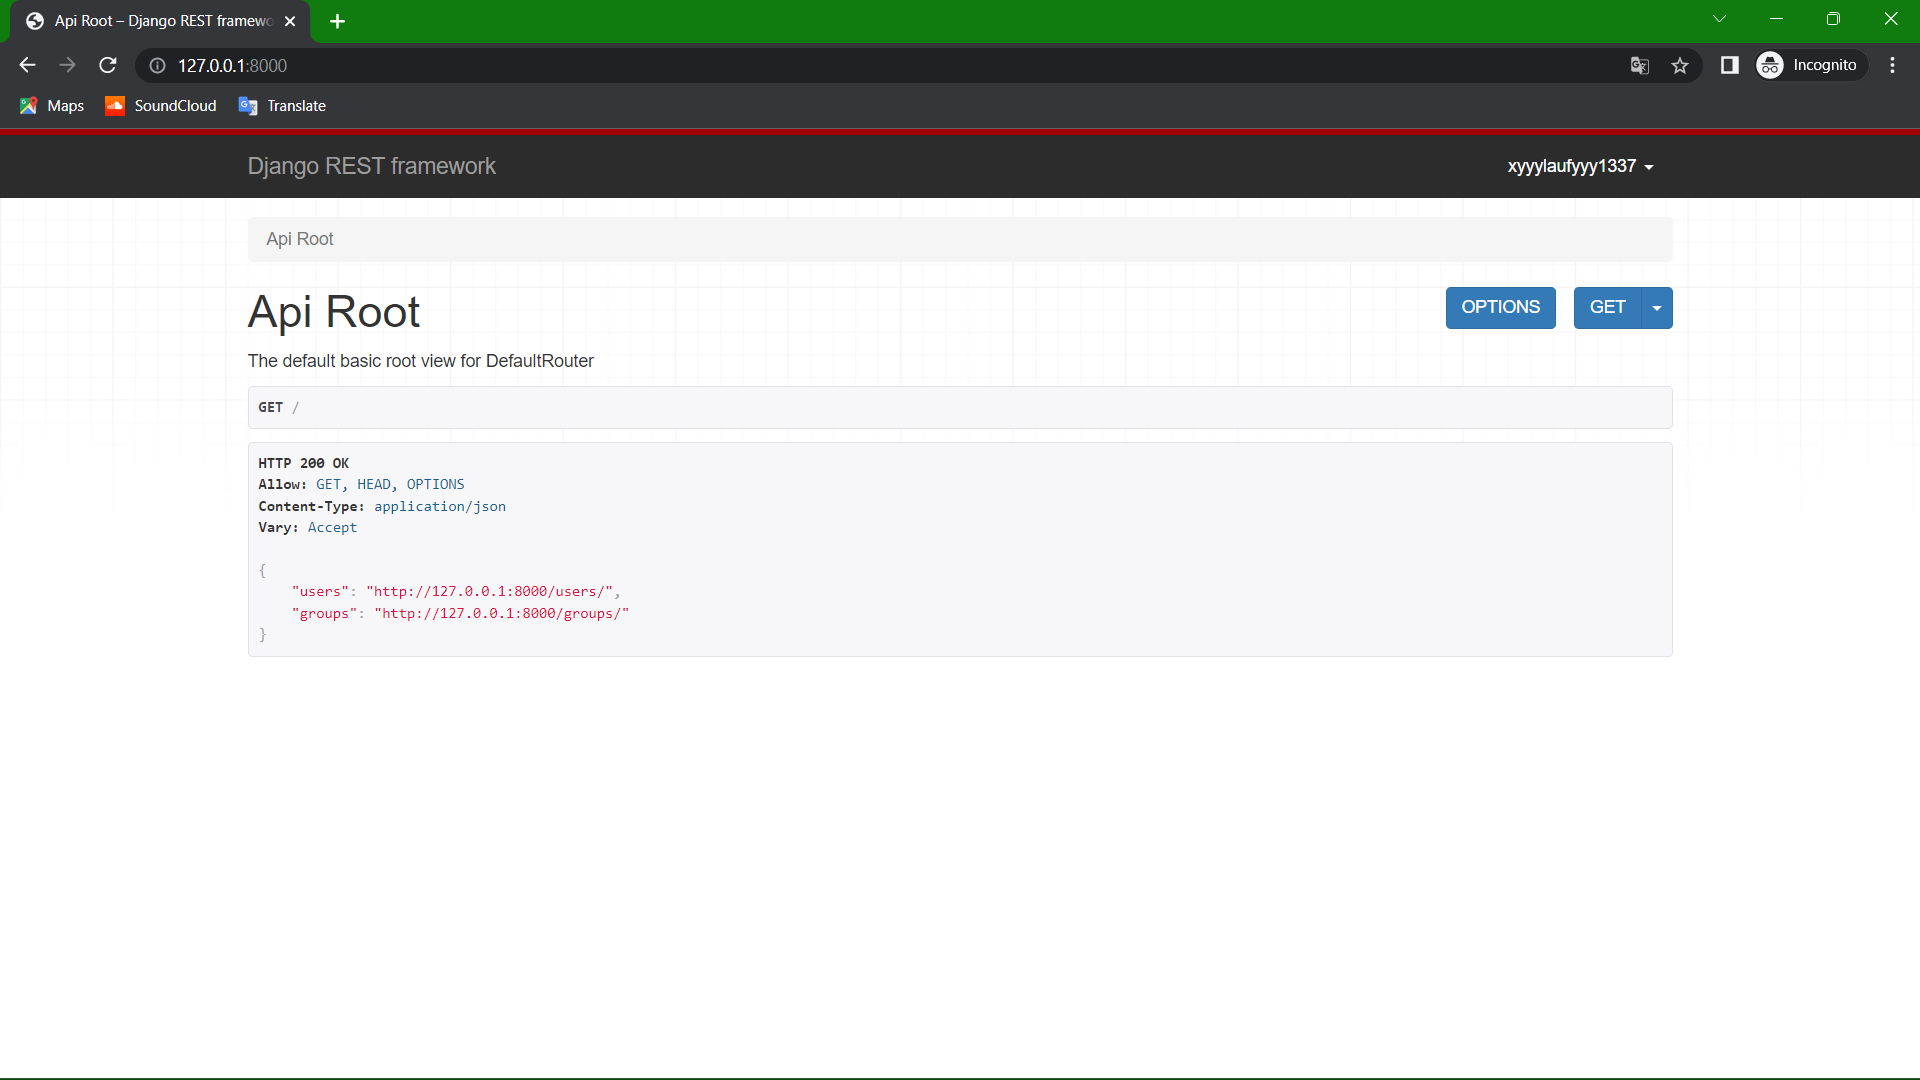 Api Root – Django REST framewo
127.0.0.1:8000
Incognito
Maps SoundCloud Translate
Django REST framework
xyyylaufyyy1337
Api Root
Api Root
OPTIONS GET
The default basic root view for DefaultRouter
GET /
HTTP 200 OK
Allow: GET, HEAD, OPTIONS
Content-Type: application/json
Vary: Accept
{
    "users": "http://127.0.0.1:8000/users/",
    "groups": "http://127.0.0.1:8000/groups/"
}